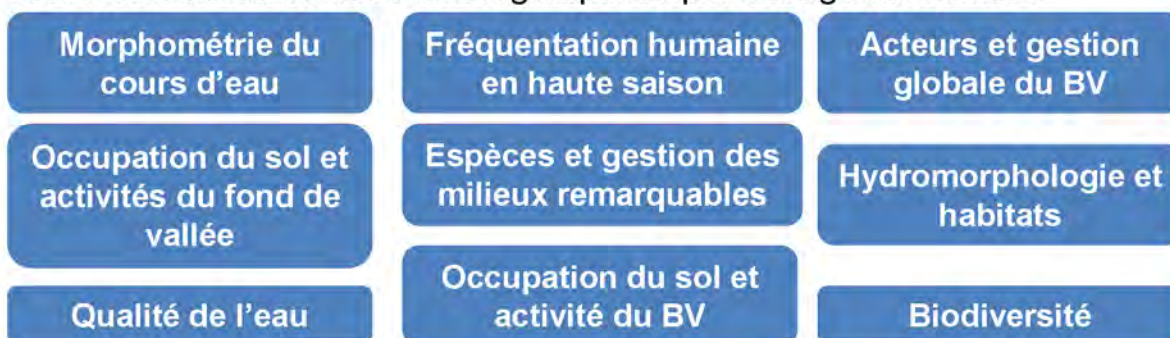 Morphométrie du
cours d'eau
Fréquentation humaine
en haute saison
Acteurs et gestion
globale du BV
Occupation du sol et
activités du fond de
vallée
Espèces et gestion des
milieux remarquables
Hydromorphologie et
habitats
Qualité de l'eau
Occupation du sol et
activité du BV
Biodiversité